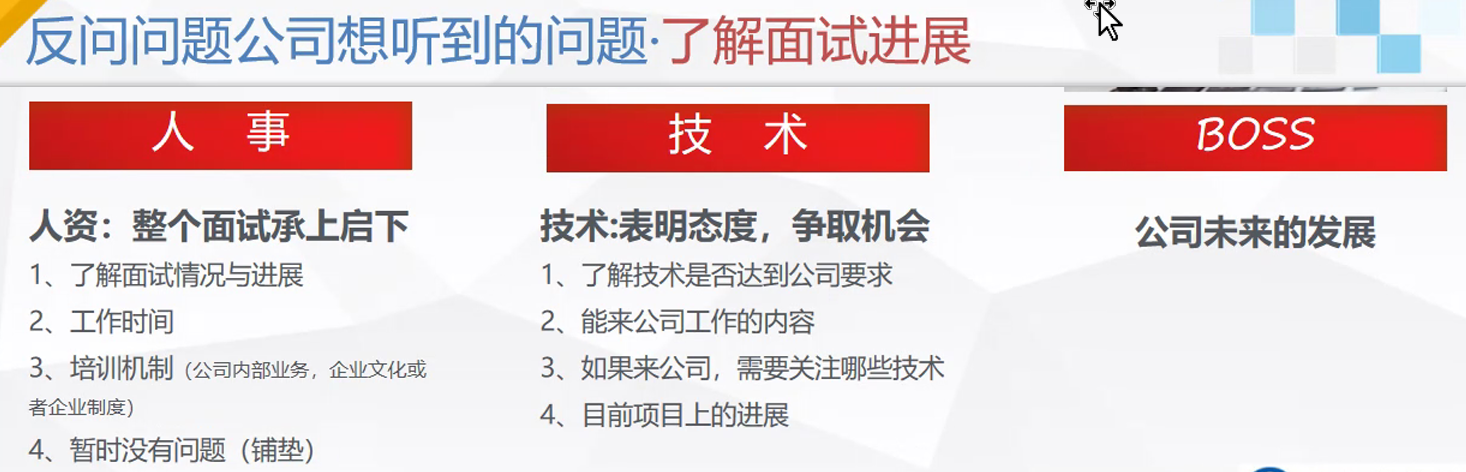 反问问题公司想听到的问题·了解面试进展
人 事
人资：整个面试承上启下
1、了解面试情况与进展
2、工作时间
3、培训机制（公司内部业务，企业文化或
者企业制度）
4、暂时没有问题（铺垫）
技 术
技术:表明态度，争取机会
1、了解技术是否达到公司要求
2、能来公司工作的内容
3、如果来公司，需要关注哪些技术
4、目前项目上的进展
BOSS
公司未来的发展